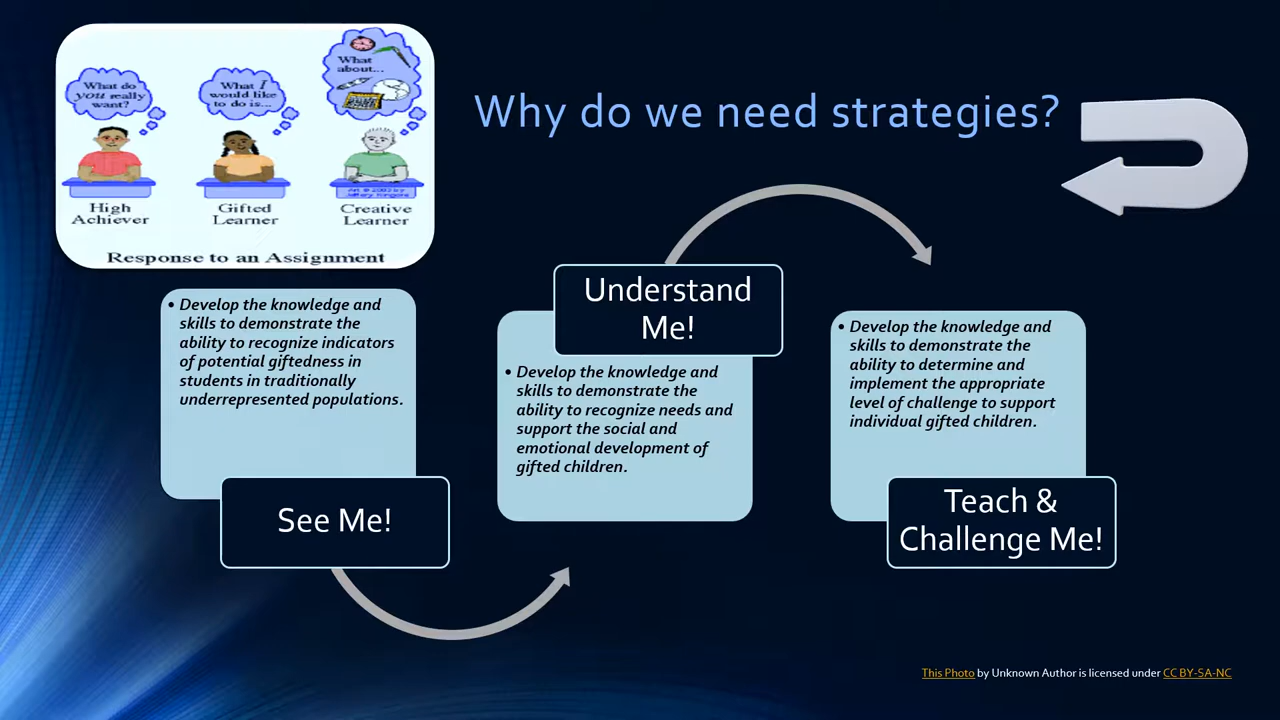 What do
you really
want?
What I
would like
to do is...
What
about...
High
Achiever
Gifted
Learner
Art © 2003 by
Creative
Learner
Response to an Assignment
Why do we need strategies?
• Develop the knowledge and
skills to demonstrate the
ability to recognize indicators
of potential giftedness in
students in traditionally
underrepresented populations.
See Me!
Understand
Me!
• Develop the knowledge and
skills to demonstrate the
ability to recognize needs and
support the social and
emotional development of
gifted children.
• Develop the knowledge and
skills to demonstrate the
ability to determine and
implement the appropriate
level of challenge to support
individual gifted children.
Teach &
Challenge Me!
This Photo by Unknown Author is licensed under CC BY-SA-NC